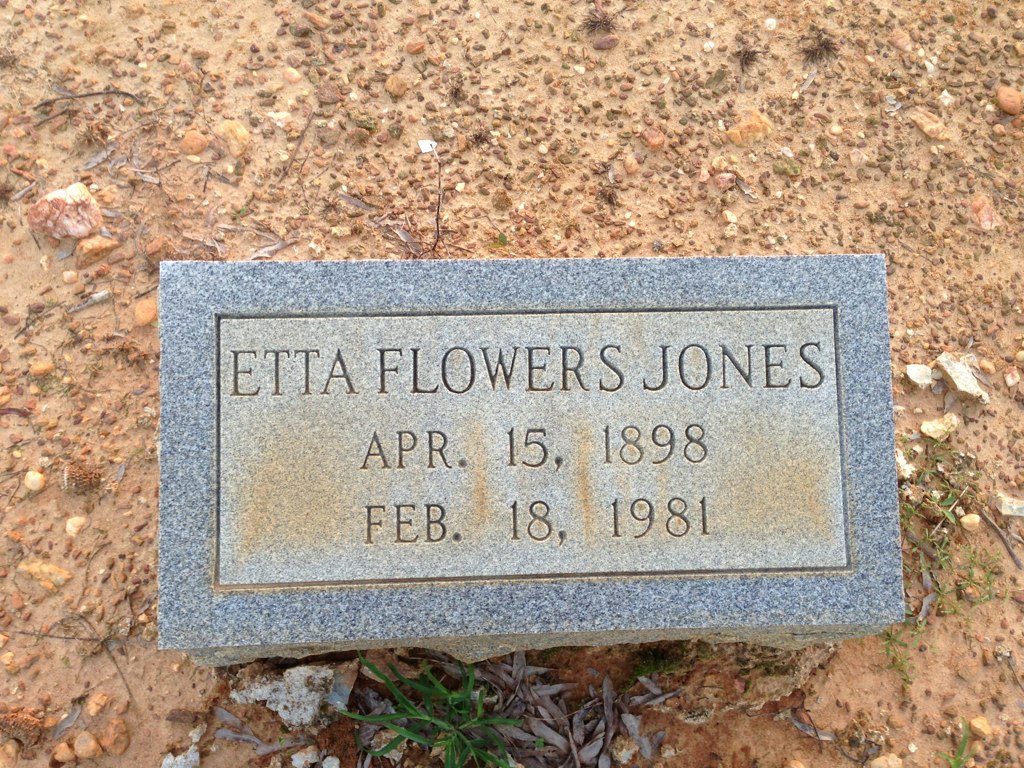 ETTA FLOWERS JONES
APR. 15, 1898
FEB. 18, 1981